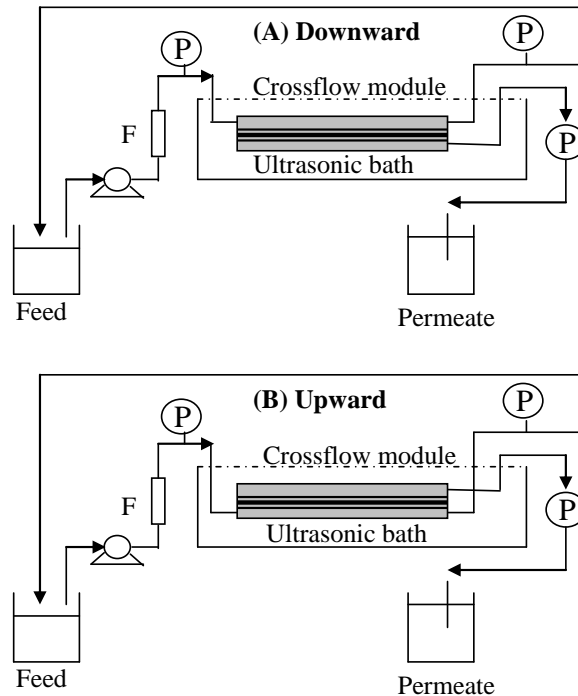 (A) Downward
P
P
Crossflow module
F
P
Ultrasonic bath
Feed
Permeate
(B) Upward
P
P
Crossflow module
F
P
Ultrasonic bath
Feed
Permeate